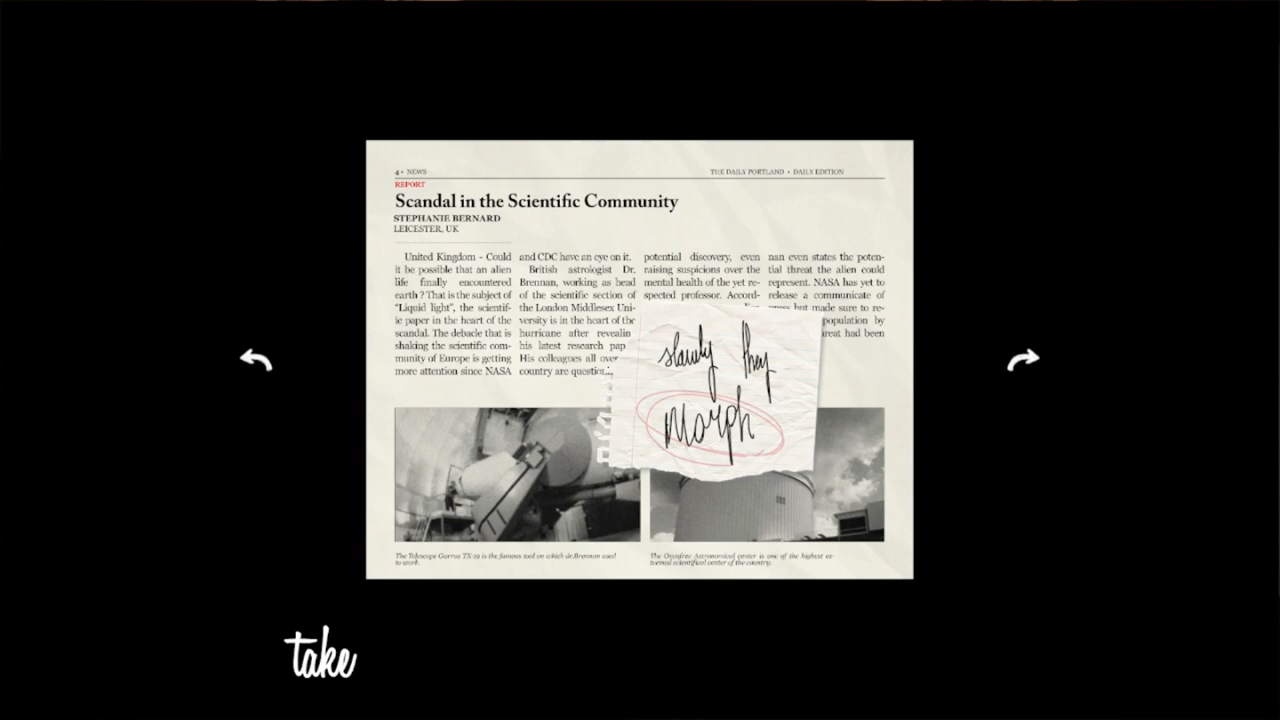 4 • NEWS
THE DAILY PORTLAND • DAILY EDITION
REPORT
Scandal in the Scientific Community
STEPHANIE BERNARD
LEICESTER, UK
United Kingdom - Could
it be possible that an alien
life finally encountered
earth ? That is the subject of
"Liquid light", the scientif-
ic paper in the heart of the
scandal. The debacle that is
shaking the scientific com-
munity of Europe is getting
more attention since NASA
and CDC have an eye on it.
British astrologist Dr.
Brennan, working as head
of the scientific section of
the London Middlesex Uni-
versity is in the heart of the
hurricane after revealin
his latest research pap
His colleagues all over
country are question
potential discovery, even
raising suspicions over the
mental health of the yet re-
spected professor. Accord-
nan even states the poten-
tial threat the alien could
represent. NASA has yet to
release a communicate of
but made sure to re-
population by
reat had been
slowly they
Morph
The Telescope Garrus TX-19 is the famous tool on which dr.Brennan used
to work.
The Astronomical center is one of the highest es-
teemed scientifical center of the country.
take